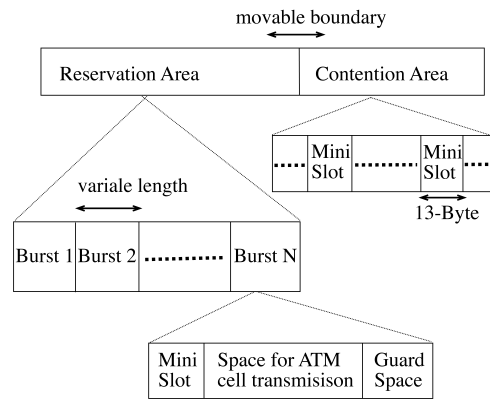 movable boundary
Reservation Area
Contention Area
Mini
Slot
Mini
Slot
13-Byte
variale length
Burst 1
Burst 2
Burst N
Mini
Slot
Space for ATM
cell transmisison
Guard
Space